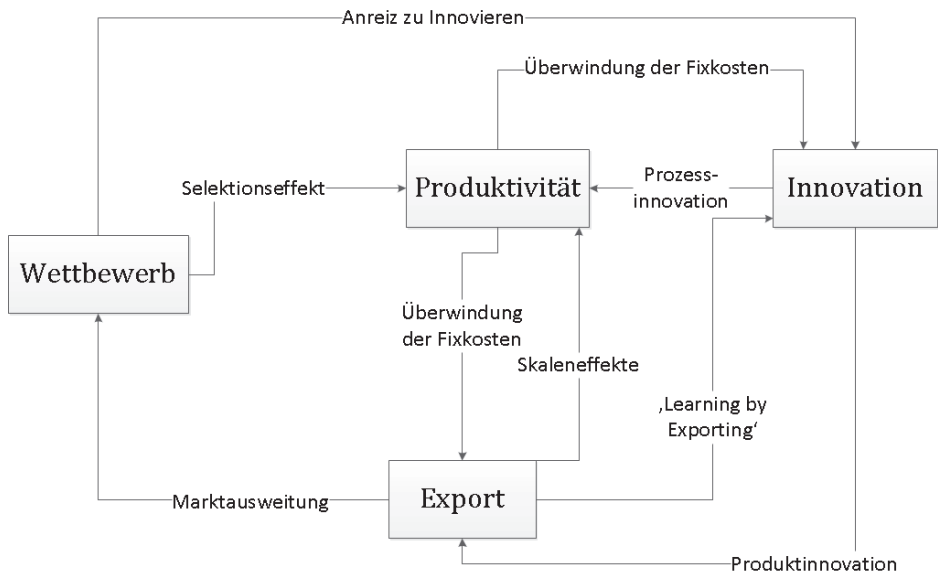 Anreiz zu Innovieren
Überwindung der Fixkosten
Produktivität
Prozess-
innovation
Innovation
Selektionseffekt
Wettbewerb
Überwindung
der Fixkosten
Skaleneffekte
‚Learning by
Exporting‘
Marktausweitung
Export
Produktinnovation